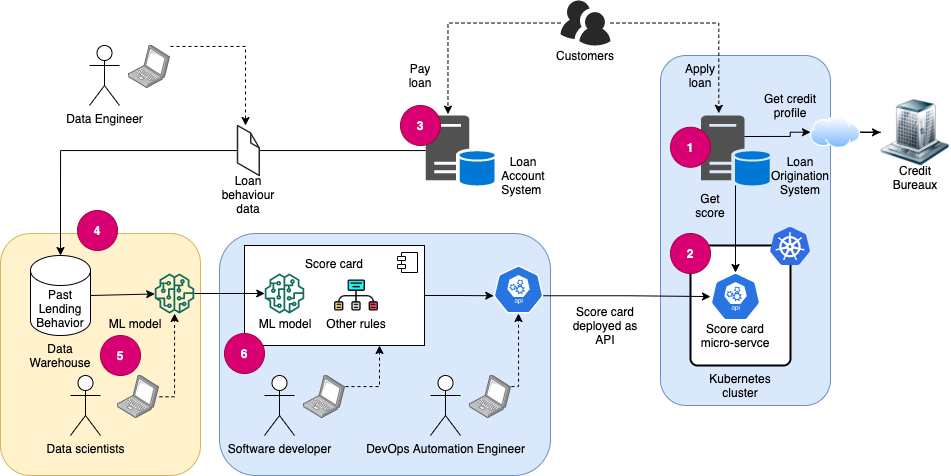 Customers
Pay
loan
Apply
loan
Get credit
profile
Data Engineer
3
1
Loan
Account
System
Loan
Origination
System
Credit
Bureaux
Loan
behaviour
data
Get
score
4
2
Past
Lending
Behavior
ML model
Data
Warehouse
5
Data scientists
Score card
ML model
Other rules
6
api
Software developer
DevOps Automation Engineer
Score card
deployed as
API
api
Score card
micro-servce
Kubernetes
cluster